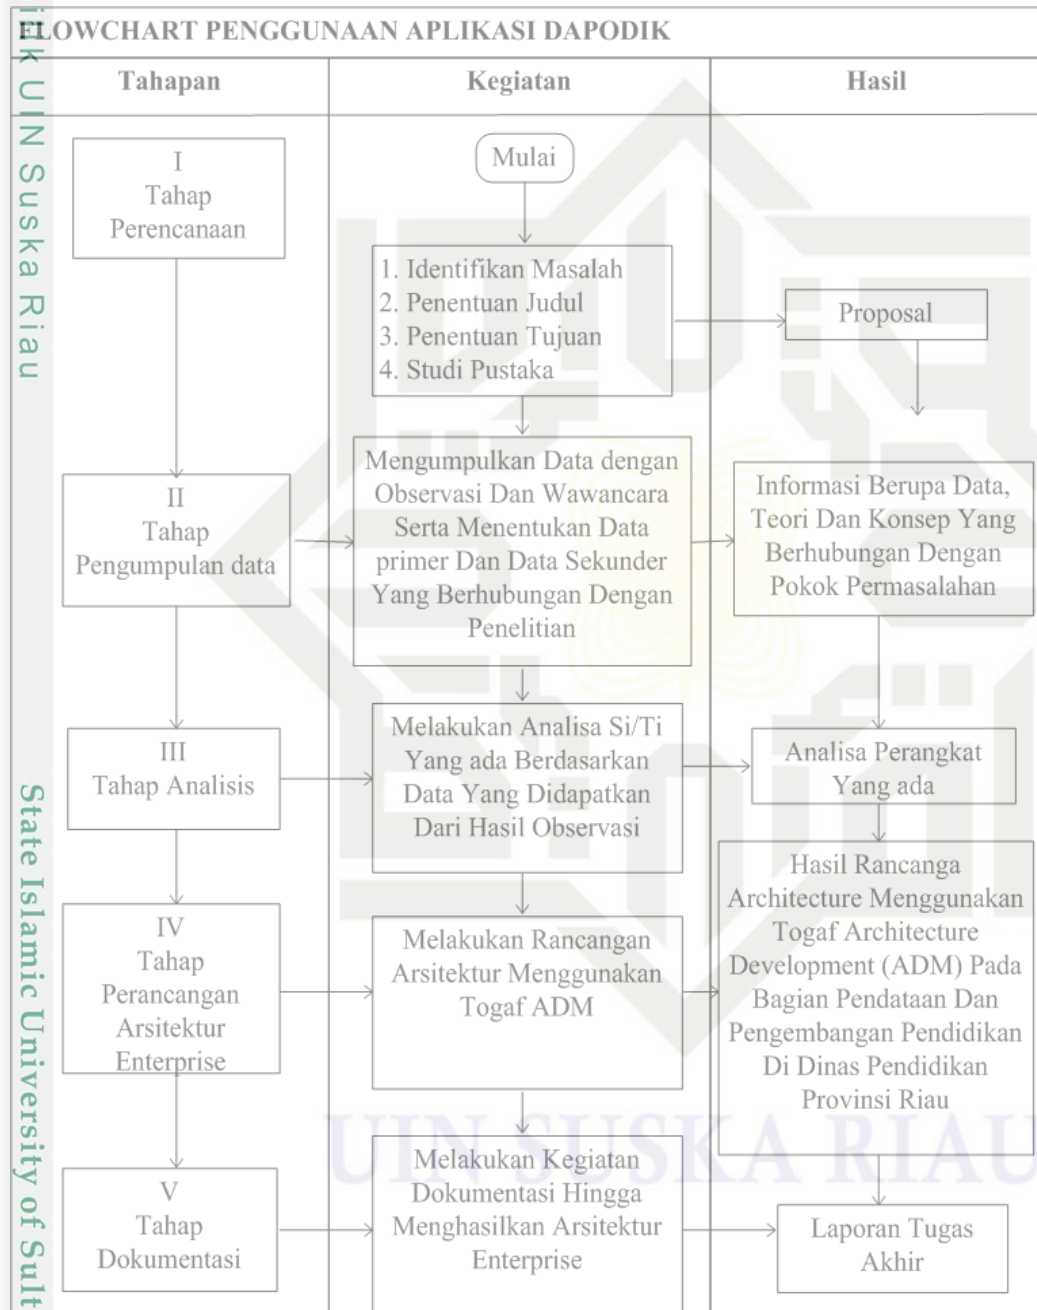 FLOWCHART PENGGUNAAN APLIKASI DAPODIK
Tahapan
Kegiatan
Hasil
I
Tahap
Perencanaan
Mulai
1. Identifikan Masalah
2. Penentuan Judul
3. Penentuan Tujuan
4. Studi Pustaka
Proposal
II
Tahap
Pengumpulan data
Mengumpulkan Data dengan
Observasi Dan Wawancara
Serta Menentukan Data
primer Dan Data Sekunder
Yang Berhubungan Dengan
Penelitian
Informasi Berupa Data,
Teori Dan Konsep Yang
Berhubungan Dengan
Pokok Permasalahan
III
Tahap Analisis
Melakukan Analisa Si/Ti
Yang ada Berdasarkan
Data Yang Didapatkan
Dari Hasil Observasi
Analisa Perangkat
Yang ada
IV
Tahap
Perancangan
Arsitektur
Enterprise
Melakukan Rancangan
Arsitektur Menggunakan
Togaf ADM
Hasil Rancanga
Architecture Menggunakan
Togaf Architecture
Development (ADM) Pada
Bagian Pendataan Dan
Pengembangan Pendidikan
Di Dinas Pendidikan
Provinsi Riau
V
Tahap
Dokumentasi
Melakukan Kegiatan
Dokumentasi Hingga
Menghasilkan Arsitektur
Enterprise
Laporan Tugas
Akhir
UIN SUSKA RIAU
UIN Suska Riau
State Islamic University of Sult